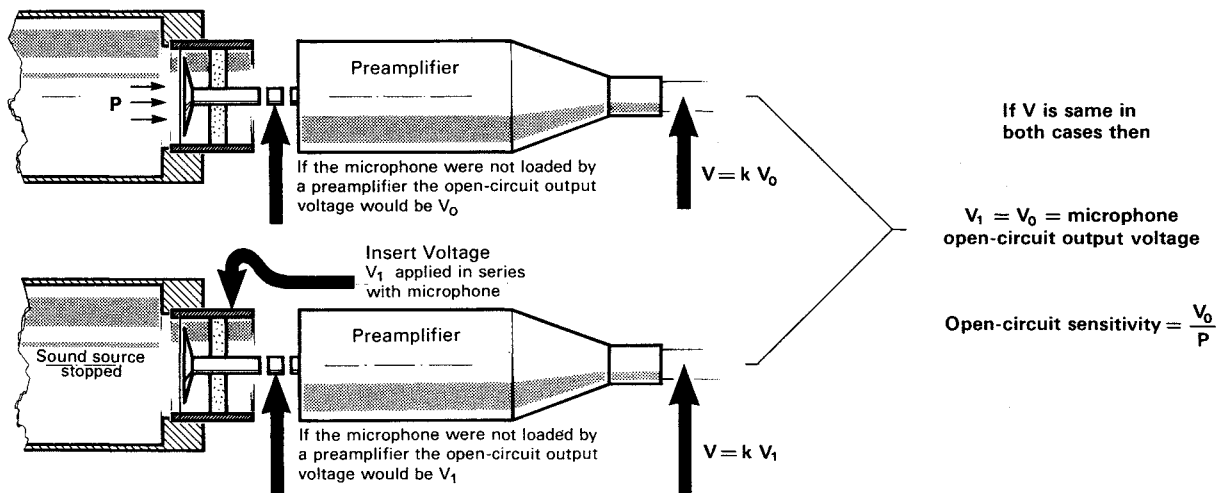 Preamplifier
P
If the microphone were not loaded by
a preamplifier the open-circuit output
voltage would be V₀
V = k V₀
Insert Voltage
V₁ applied in series
with microphone
Sound source
stopped
Preamplifier
If the microphone were not loaded by
a preamplifier the open-circuit output
voltage would be V₁
V = k V₁
If V is same in
both cases then
V₁ = V₀ = microphone
open-circuit output voltage
Open-circuit sensitivity = V₀
P